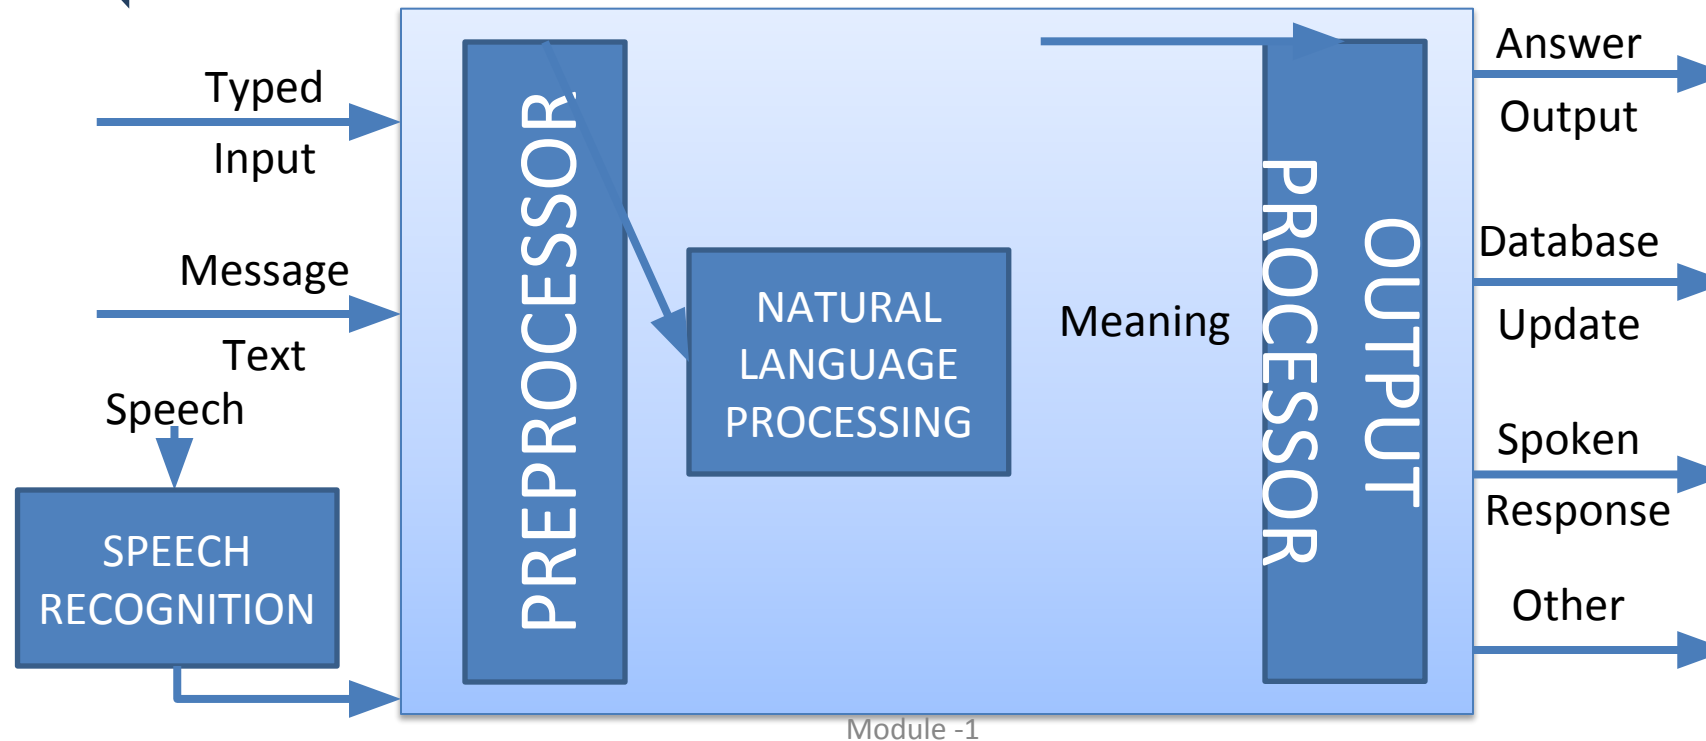 Typed
Input
Message
Text
Speech
SPEECH
RECOGNITION
PREPROCESSOR
NATURAL
LANGUAGE
PROCESSING
Meaning
OUTPUT
PROCESSOR
Answer
Output
Database
Update
Spoken
Response
Other
Module -1